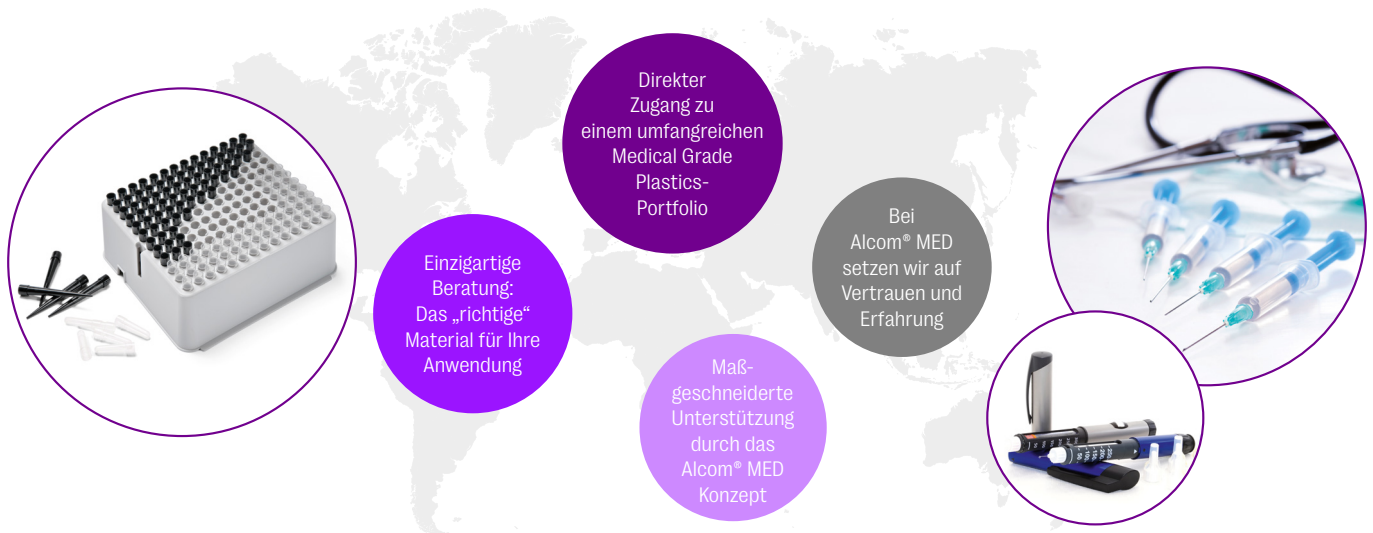 Direkter
Zugang zu
einem umfangreichen
Medical Grade
Plastics-
Portfolio
Einzigartige
Beratung:
Das „richtige“
Material für Ihre
Anwendung
Bei
Alcom® MED
setzen wir auf
Vertrauen und
Erfahrung
Maß-
geschneiderte
Unterstützung
durch das
Alcom® MED
Konzept